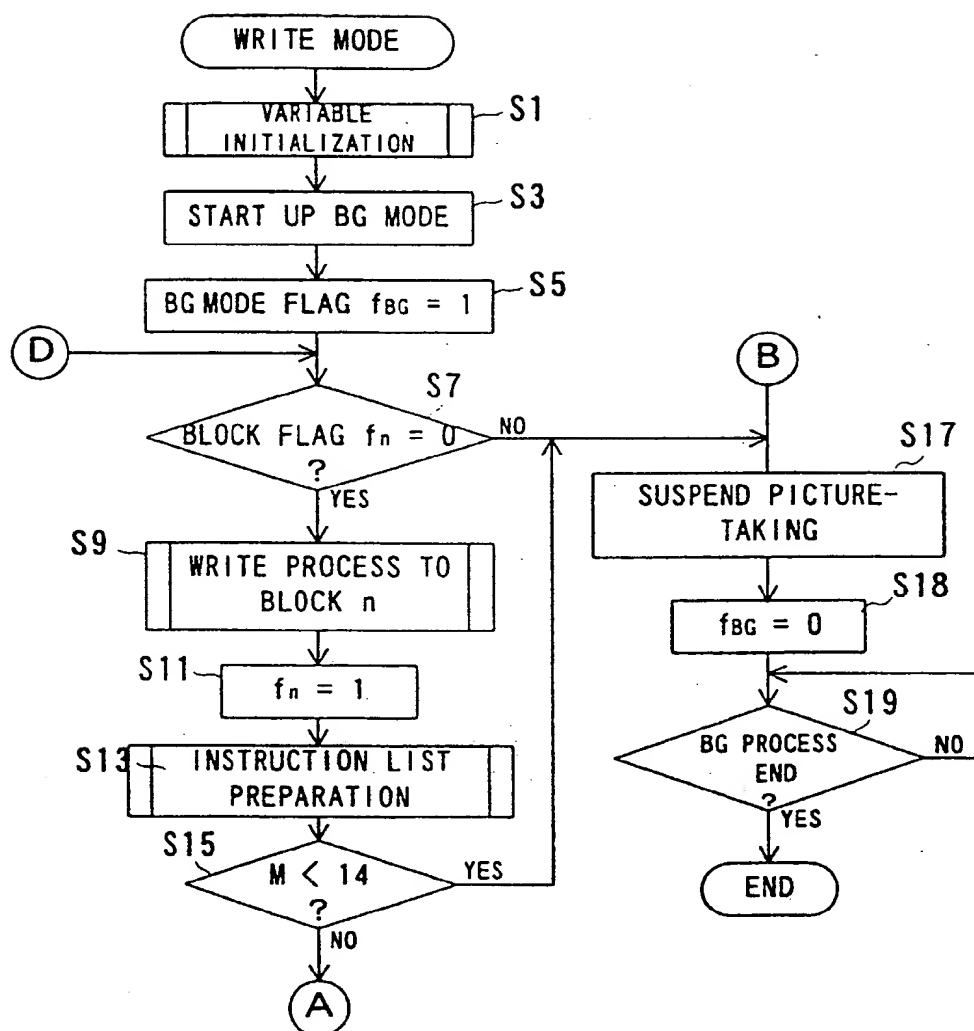 WRITE MODE
VARIABLE
INITIALIZATION
S1
START UP BG MODE
S3
BG MODE FLAG fBG = 1
S5
D
BLOCK FLAG fn = 0
?
S7
NO
YES
S9
WRITE PROCESS TO
BLOCK n
S11
fn = 1
S13
INSTRUCTION LIST
PREPARATION
S15
M < 14
?
YES
NO
A
B
S17
SUSPEND PICTURE-
TAKING
S18
fBG = 0
S19
BG PROCESS
END
?
NO
YES
END